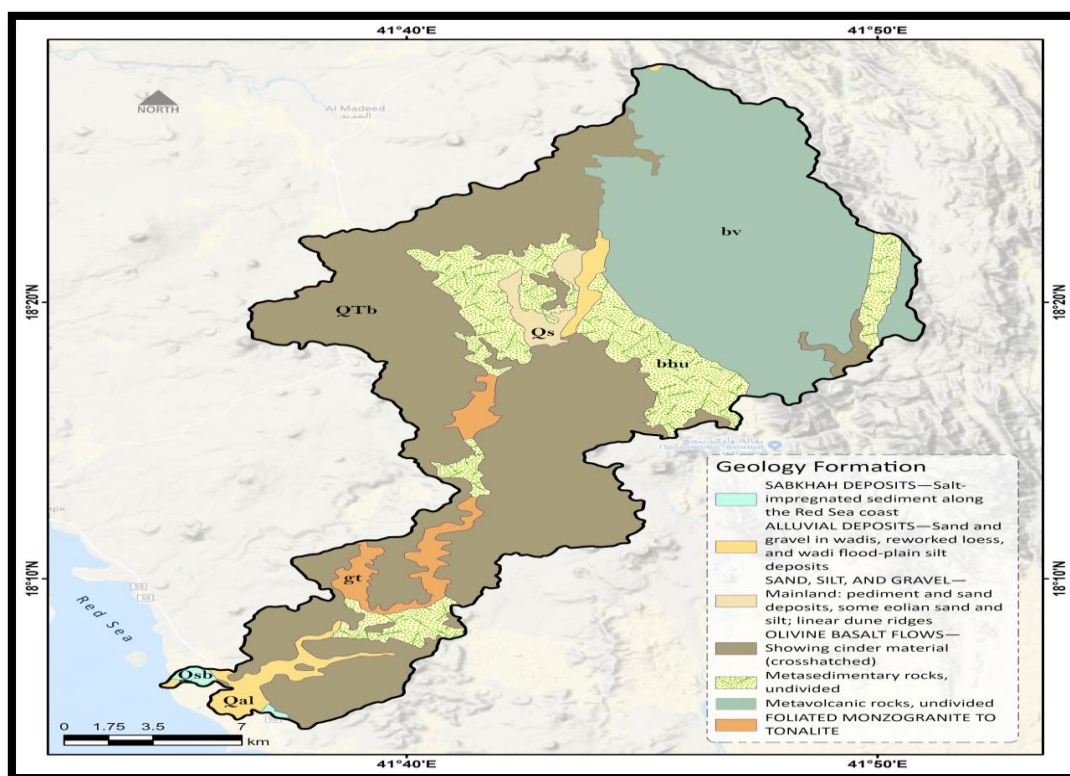 41°40'E
41°50'E
NORTH
Al Madeed
المديد
bv
18°20'N
18°20'N
QTb
Qs
bhu
Geology Formation
SABKHAH DEPOSITS—Salt-
impregnated sediment along
the Red Sea coast
ALLUVIAL DEPOSITS—Sand and
gravel in wadis, reworked loess,
and wadi flood-plain silt
deposits
SAND, SILT, AND GRAVEL—
Mainland: pediment and sand
deposits, some eolian sand and
silt; linear dune ridges
OLIVINE BASALT FLOWS—
Showing cinder material
(crosshatched)
Metasedimentary rocks,
undivided
Metavolcanic rocks, undivided
FOLIATED MONZOGRANITE TO
TONALITE
18°10'N
18°10'N
gt
55
Red Sea
Qsb
Qal
0 1.75 3.5 7
km
41°40'E
41°50'E